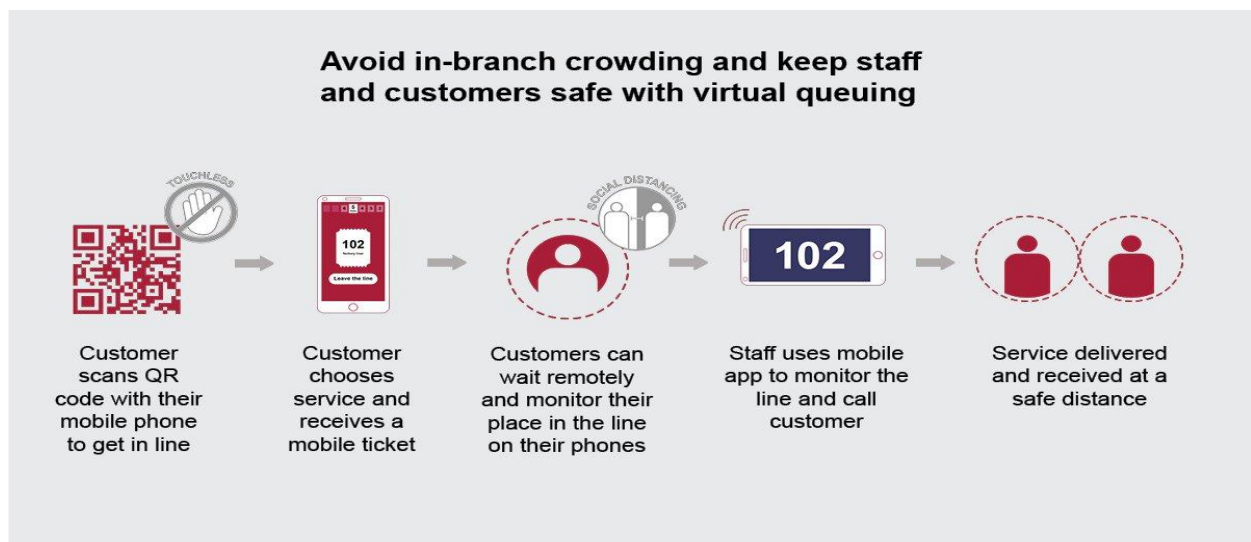 Avoid in-branch crowding and keep staff
and customers safe with virtual queuing
TOUCHLESS
Customer
scans QR
code with their
mobile phone
to get in line
102
Leave the line
Customer
chooses
service and
receives a
mobile ticket
SOCIAL DISTANCING
Customers can
wait remotely
and monitor their
place in the line
on their phones
102
Staff uses mobile
app to monitor the
line and call
customer
Service delivered
and received at a
safe distance